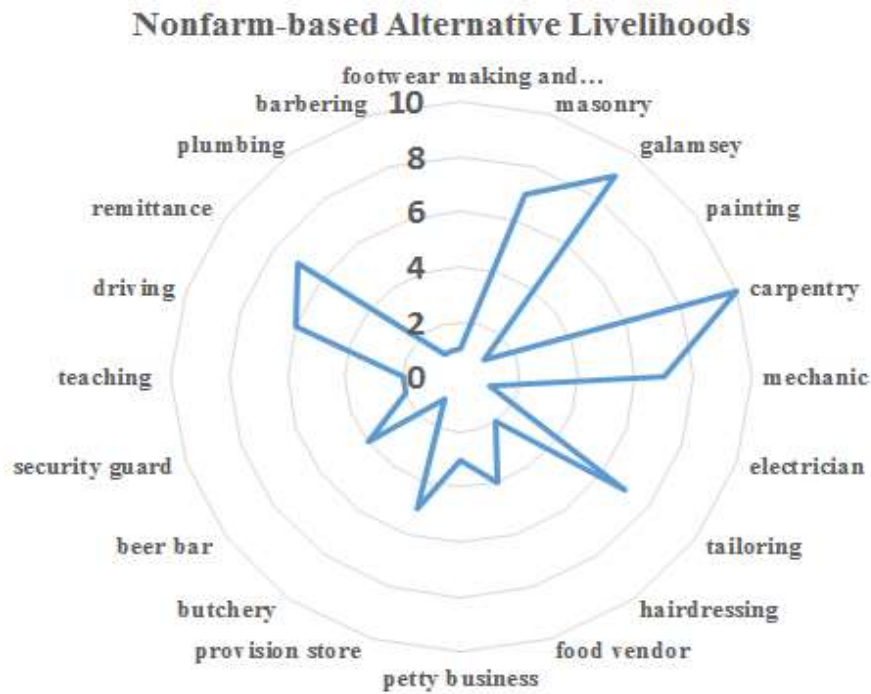 Nonfarm-based Alternative Livelihoods
footwear making and...
masonry
galamsey
painting
carpentry
mechanic
electrician
tailoring
hairdressing
food vendor
petty business
provision store
butchery
beer bar
security guard
teaching
driving
remittance
plumbing
barbering
10
8
6
4
2
0